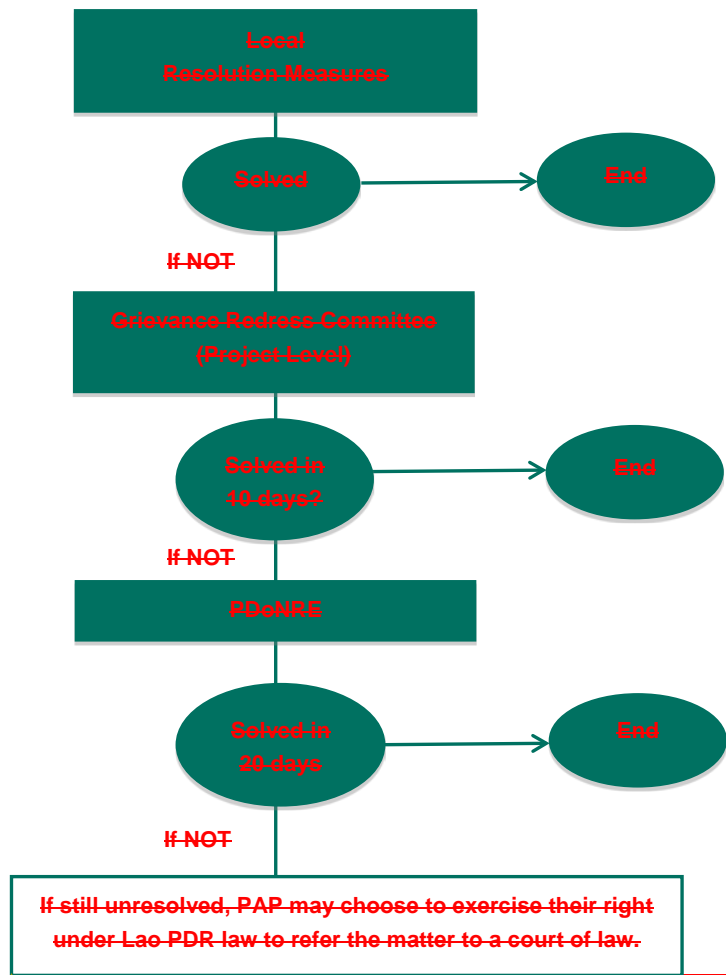 Local
Resolution Measures
Solved
End
If NOT
Grievance Redress Committee
(Project Level)
Solved in
10 days?
End
If NOT
PDoNRE
Solved in
20 days
End
If NOT
If still unresolved, PAP may choose to exercise their right
under Lao PDR law to refer the matter to a court of law.